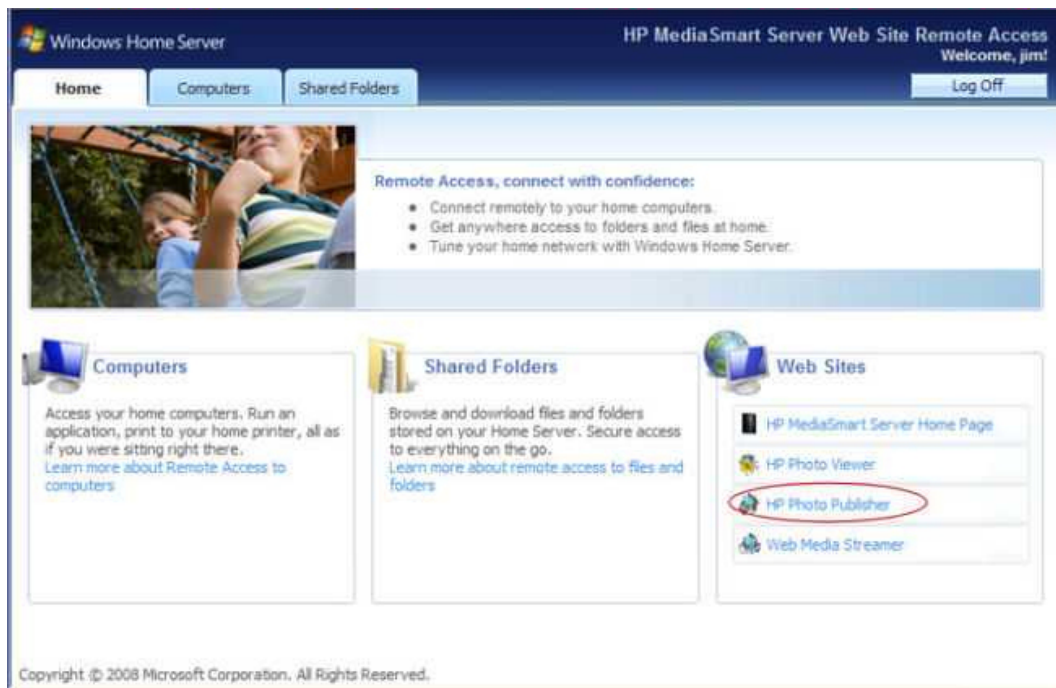 Windows Home Server
HP MediaSmart Server Web Site Remote Access
Welcome, jim!
Home
Computers
Shared Folders
Log Off
Remote Access, connect with confidence:
Connect remotely to your home computers.
Get anywhere access to folders and files at home.
Tune your home network with Windows Home Server.
Computers
Access your home computers. Run an
application, print to your home printer, all as
if you were sitting right there.
Learn more about Remote Access to
computers
Shared Folders
Browse and download files and folders
stored on your Home Server. Secure access
to everything on the go.
Learn more about remote access to files and
folders
Web Sites
HP MediaSmart Server Home Page
HP Photo Viewer
HP Photo Publisher
Web Media Streamer
Copyright © 2008 Microsoft Corporation. All Rights Reserved.